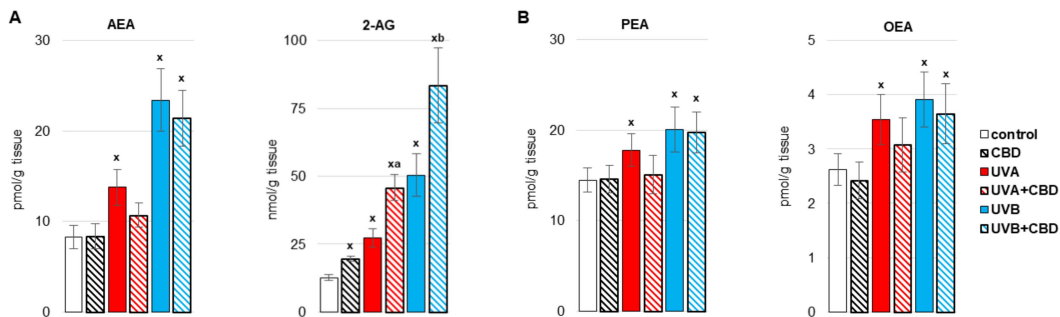 A
AEA
pmol/g tissue
30
20
10
0
x
x
x
2-AG
nmol/g tissue
100
75
50
25
0
x
x
xa
x
xb
B
PEA
pmol/g tissue
30
20
10
0
x
x
x
OEA
pmol/g tissue
5
4
3
2
1
0
x
x
x
control
CBD
UVA
UVA+CBD
UVB
UVB+CBD